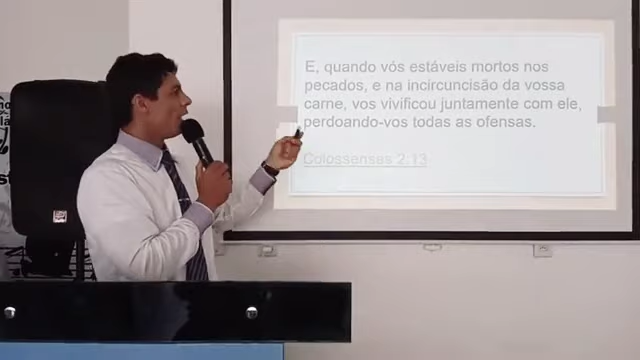 E, quando vós estáveis mortos nos
pecados, e na incircuncisão da vossa
carne, vos vivificou juntamente com ele,
perdoando-vos todas as ofensas.
Colossenses 2:13